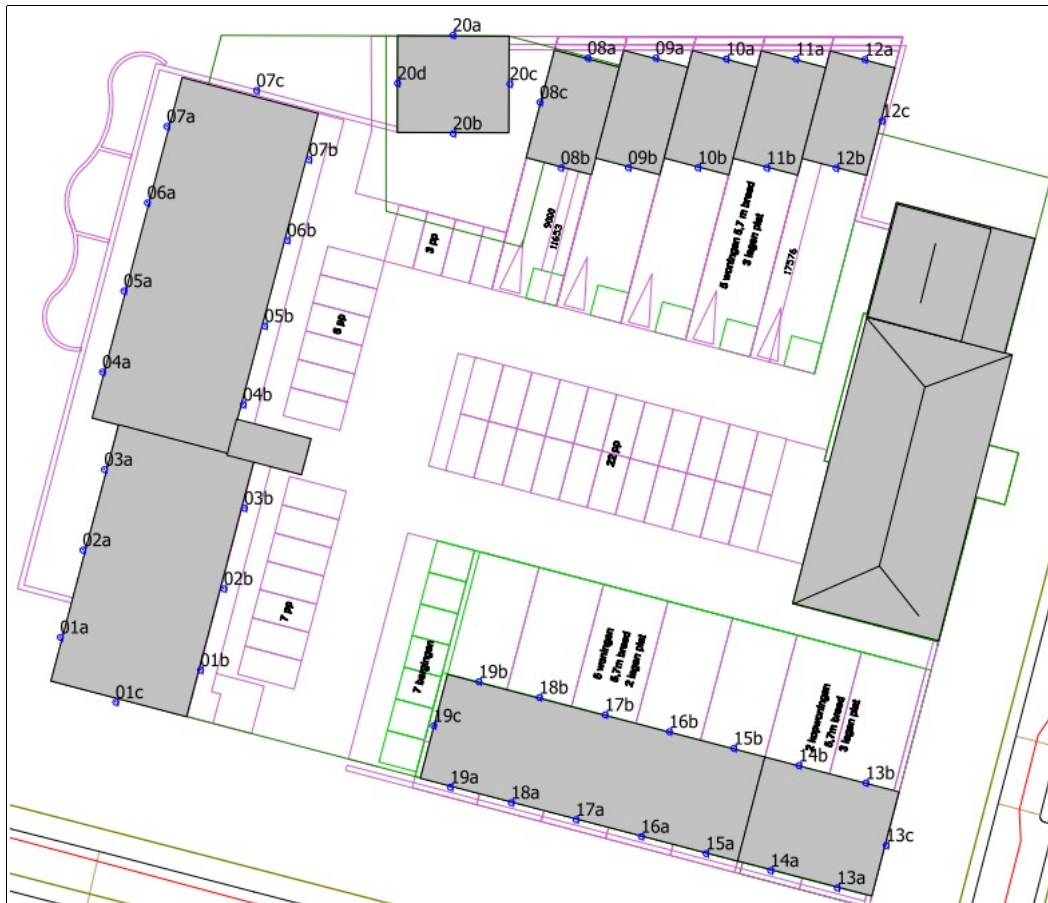 20a
07c
08a
09a
10a
11a
12a
20d
20c
08c
07a
12c
20b
07b
08b
09b
10b
11b
12b
06a
9000
11653
5 woningen 5,7 m breed
3 lagen plat
06b
3 pp
17576
05a
05b
6 pp
04a
04b
22 pp
03a
03b
02a
02b
7 pp
01a
01b
01c
7 bergingen
5 woningen
5,7m breed
2 lagen plat
2 kopwoningen
5,7m breed
3 lagen plat
19b
18b
17b
16b
15b
14b
13b
19c
19a
18a
17a
16a
15a
14a
13a
13c